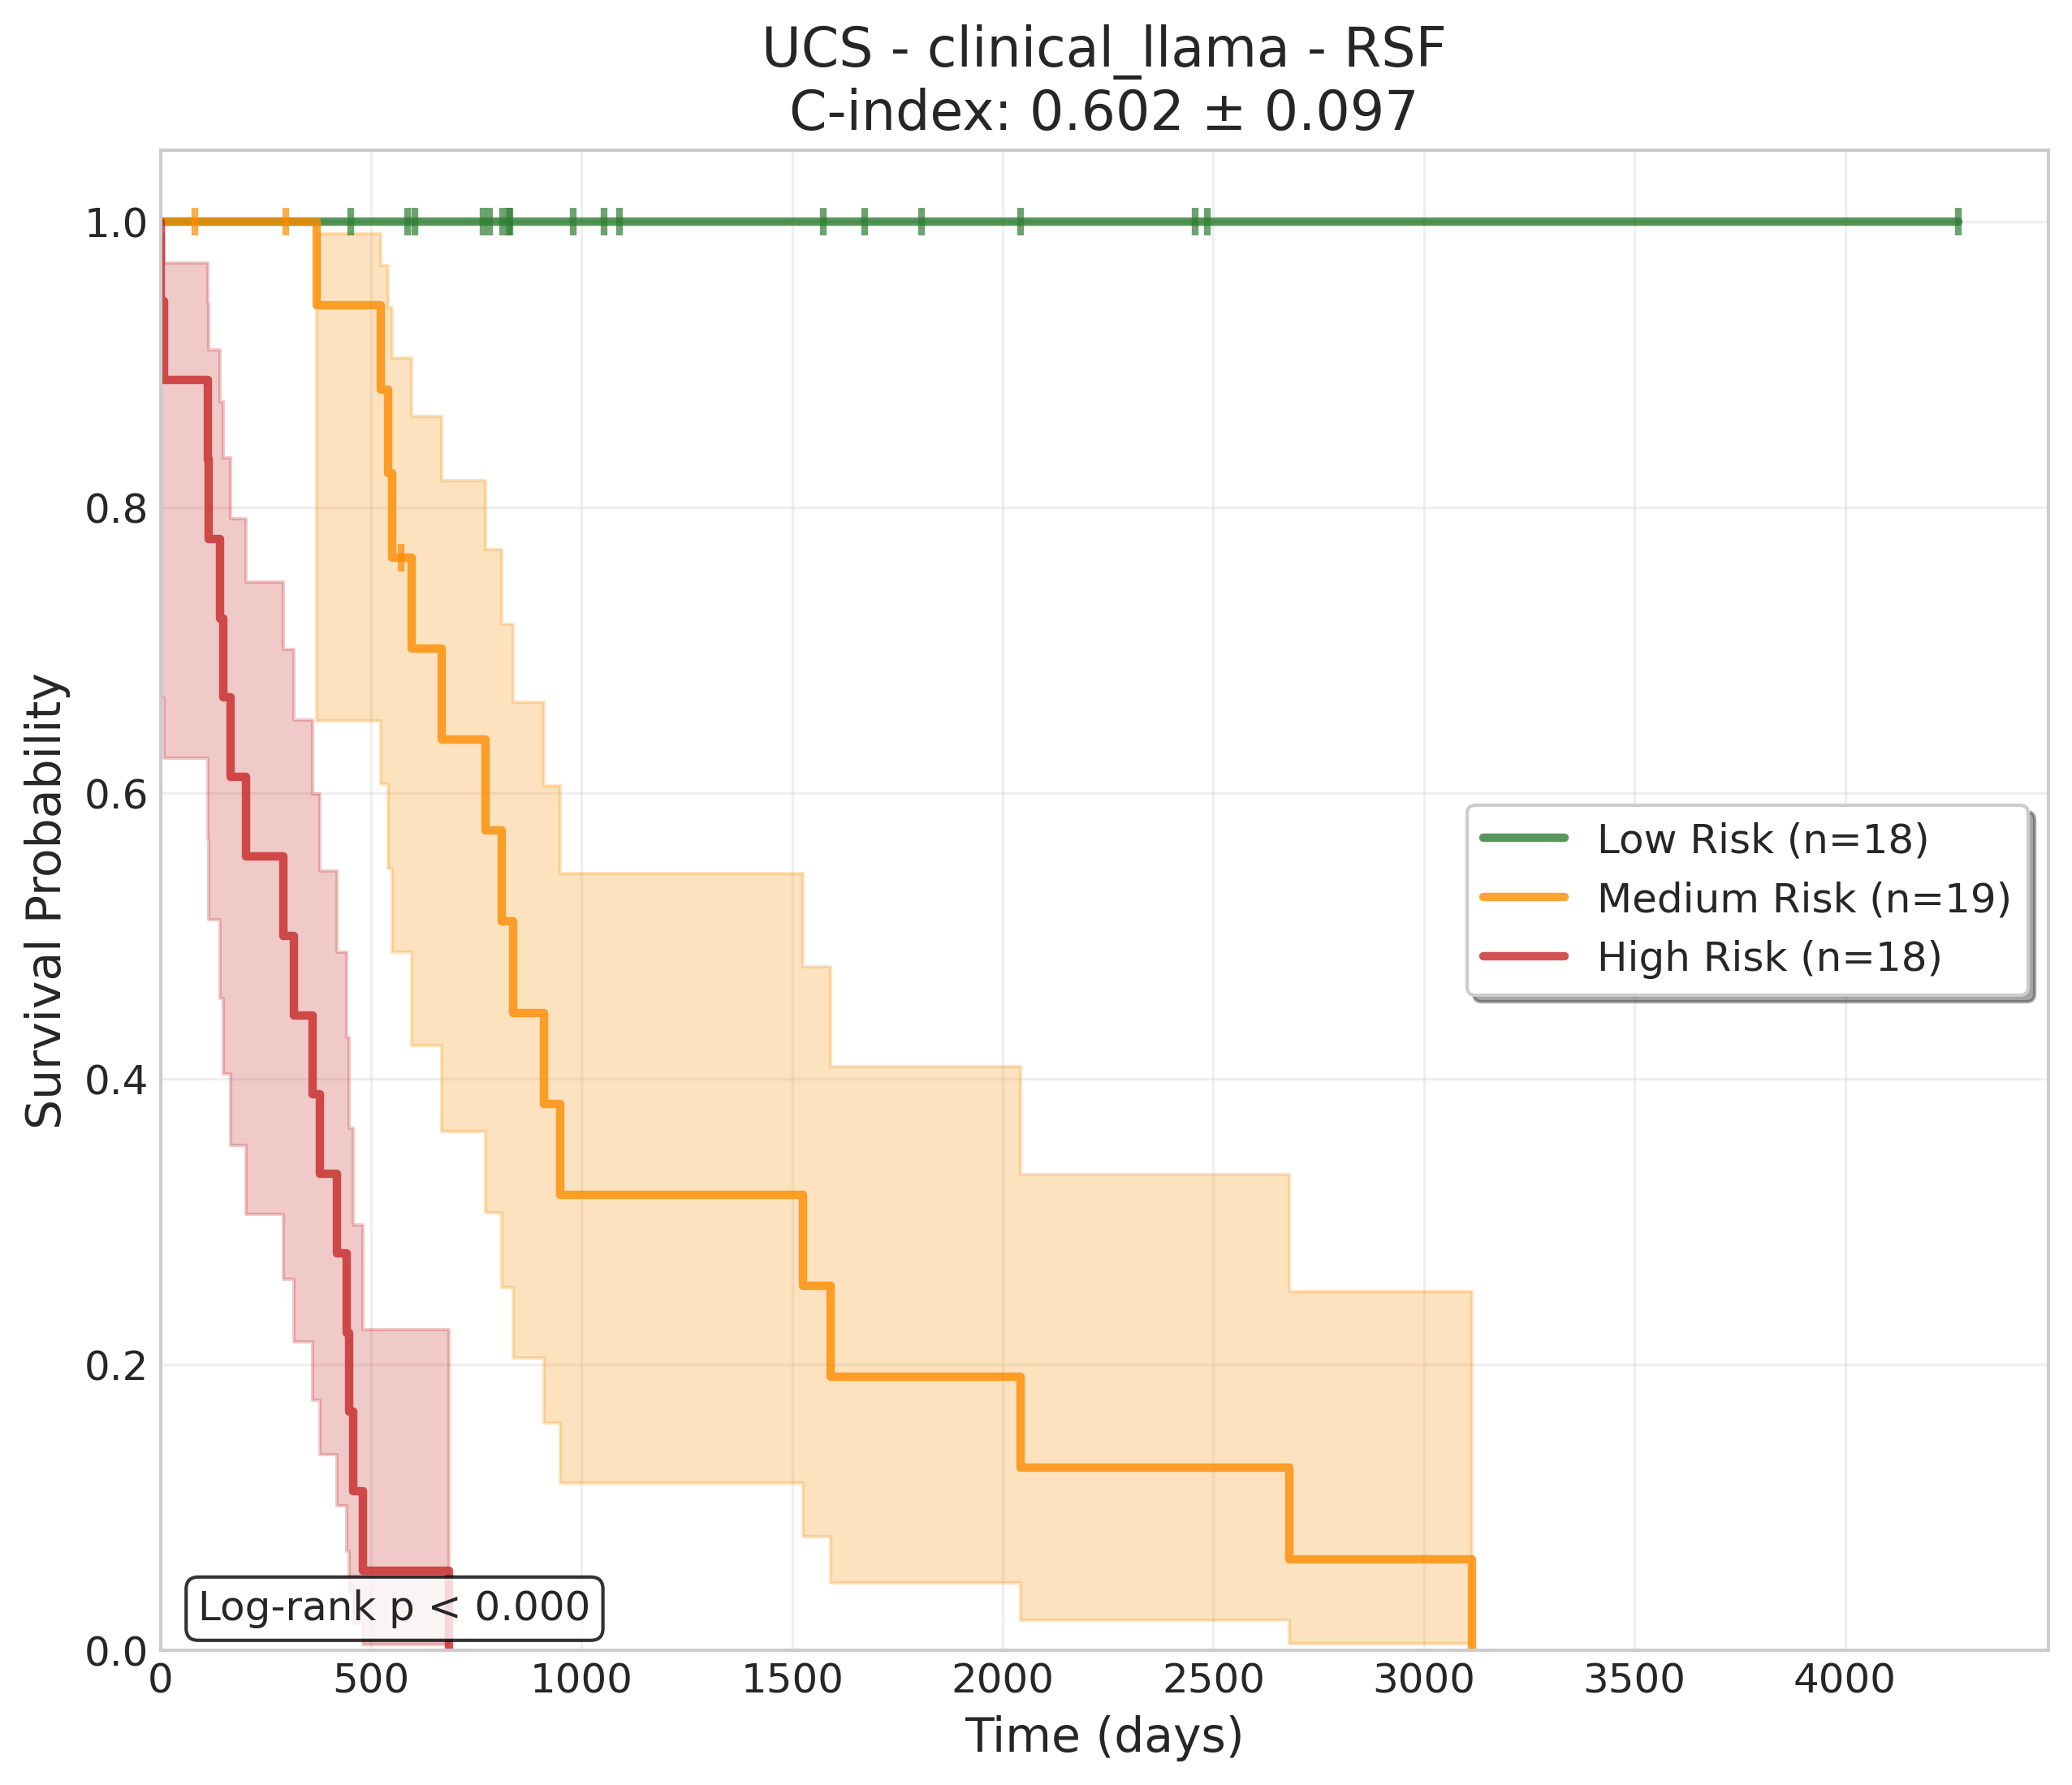 UCS - clinical_llama - RSF
C-index: 0.602 ± 0.097
Survival Probability
1.0
0.8
0.6
0.4
0.2
0.0
Low Risk (n=18)
Medium Risk (n=19)
High Risk (n=18)
Log-rank p < 0.000
0 500 1000 1500 2000 2500 3000 3500 4000
Time (days)